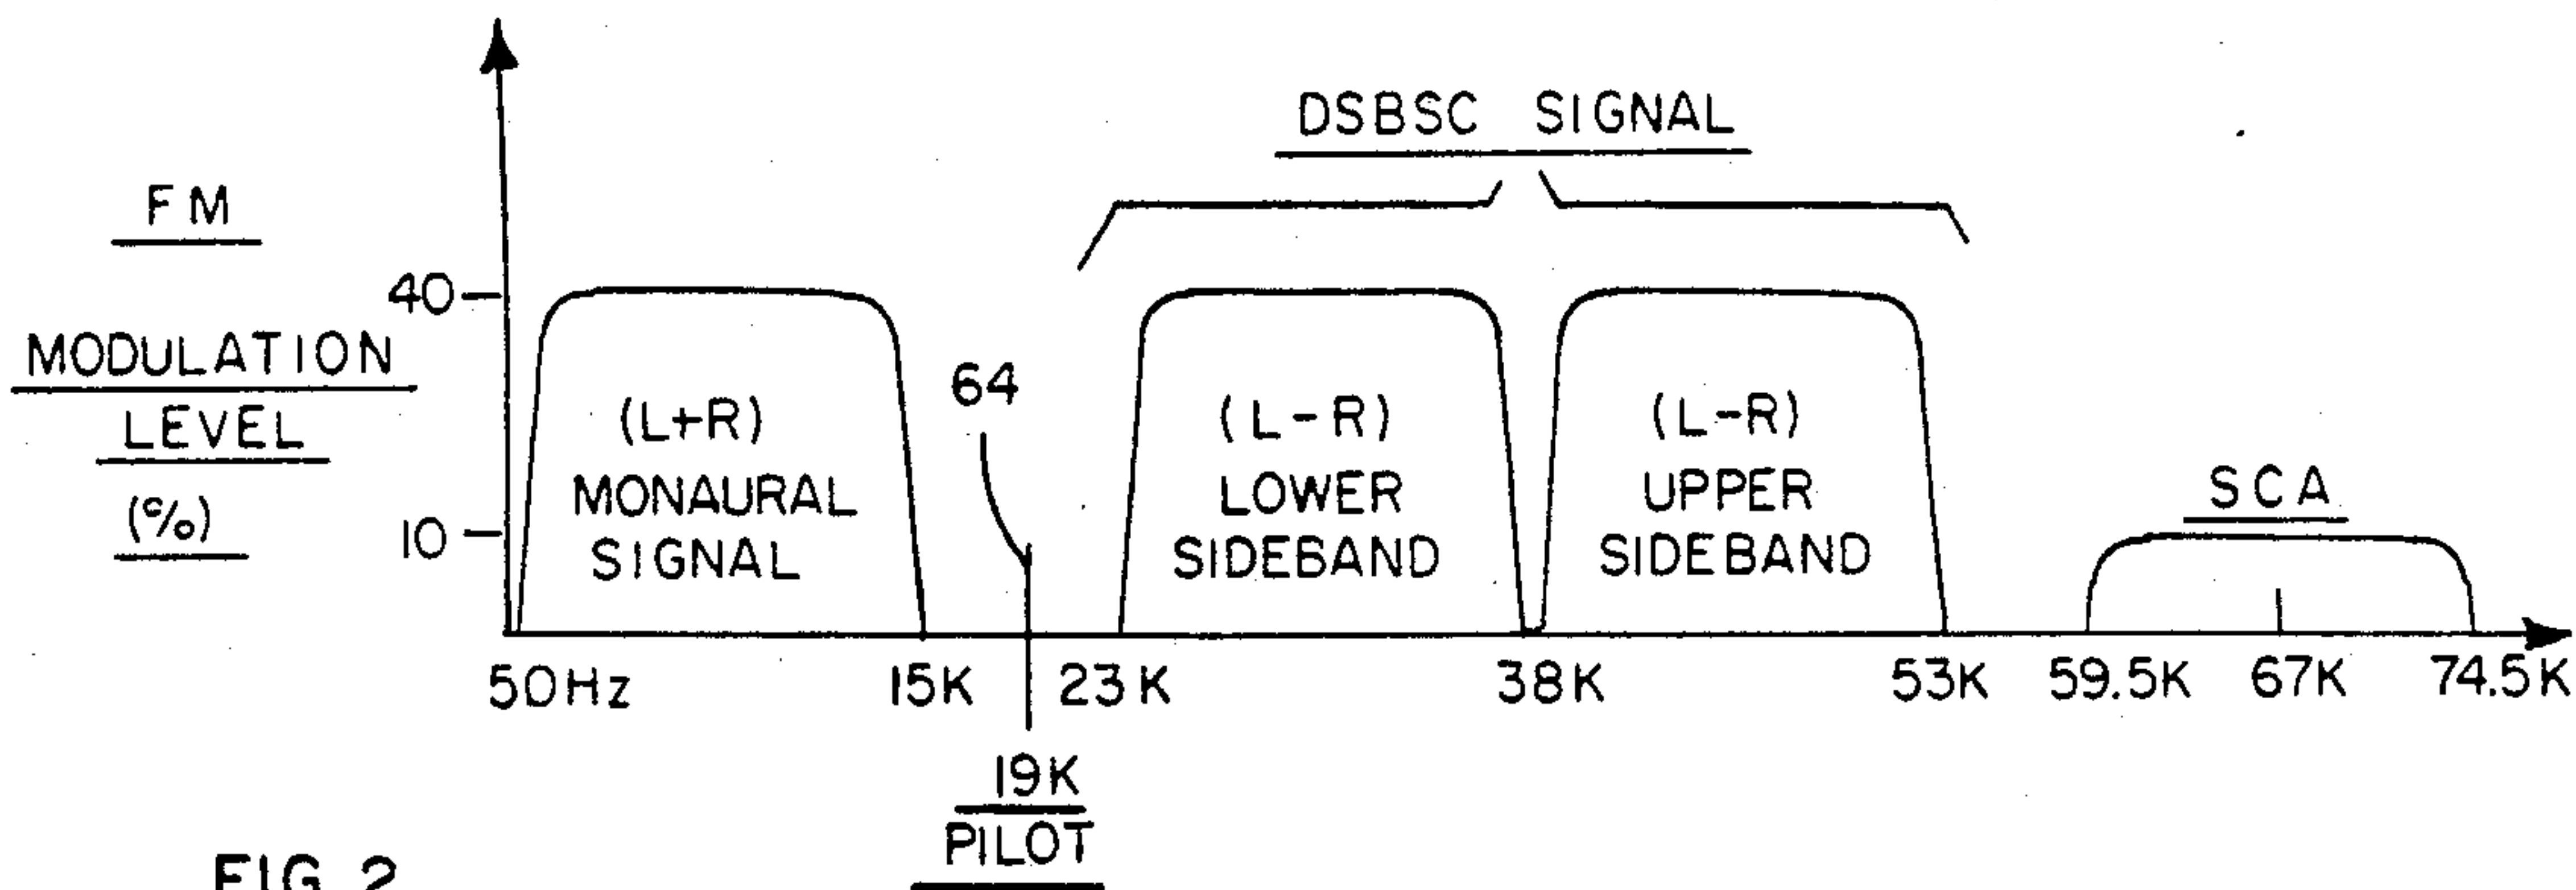 DSBSC SIGNAL
FM
MODULATION
LEVEL
(%)
40
10
64
(L+R)
MONAURAL
SIGNAL
(L-R)
LOWER
SIDEBAND
(L-R)
UPPER
SIDEBAND
SCA
50Hz 15K 23K 38K 53K 59.5K 67K 74.5K
19K
PILOT
FIG. 2